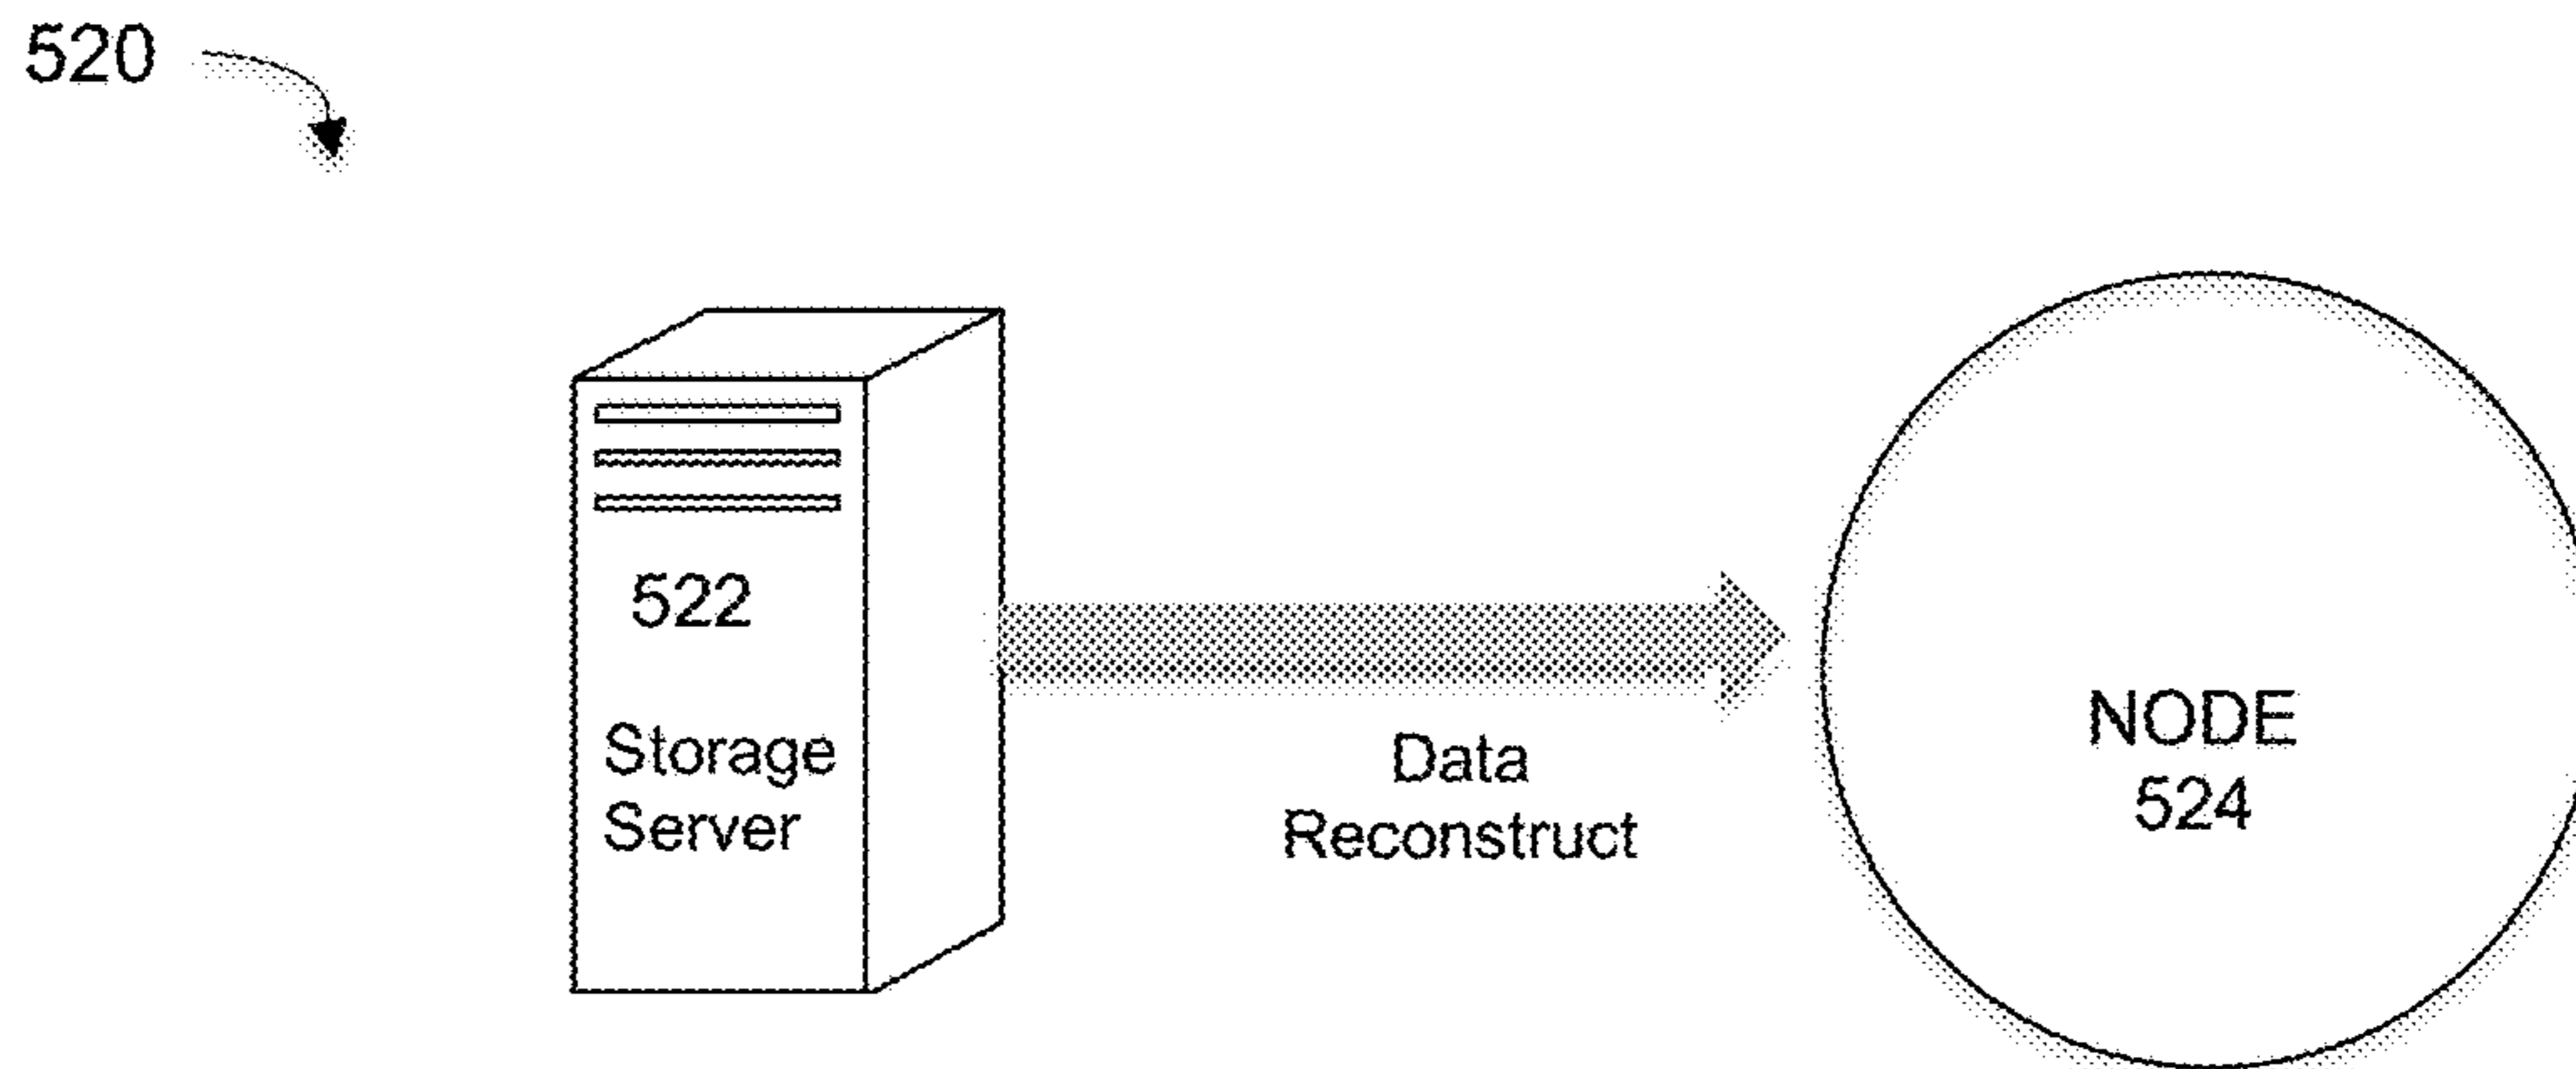 520
522
Storage
Server
Data
Reconstruct
NODE
524